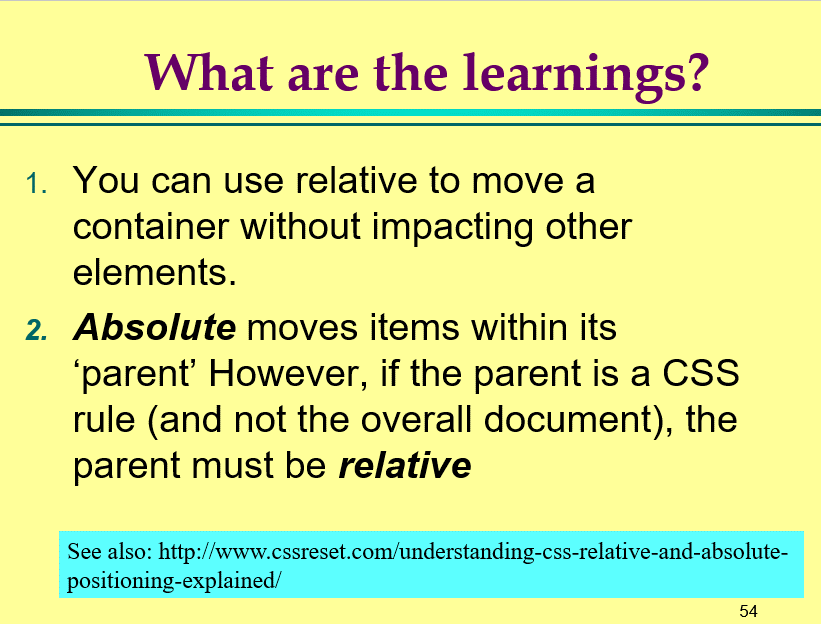 What are the learnings?
1. You can use relative to move a
container without impacting other
elements.
2. Absolute moves items within its
‘parent’ However, if the parent is a CSS
rule (and not the overall document), the
parent must be relative
See also: http://www.cssreset.com/understanding-css-relative-and-absolute-
positioning-explained/
54